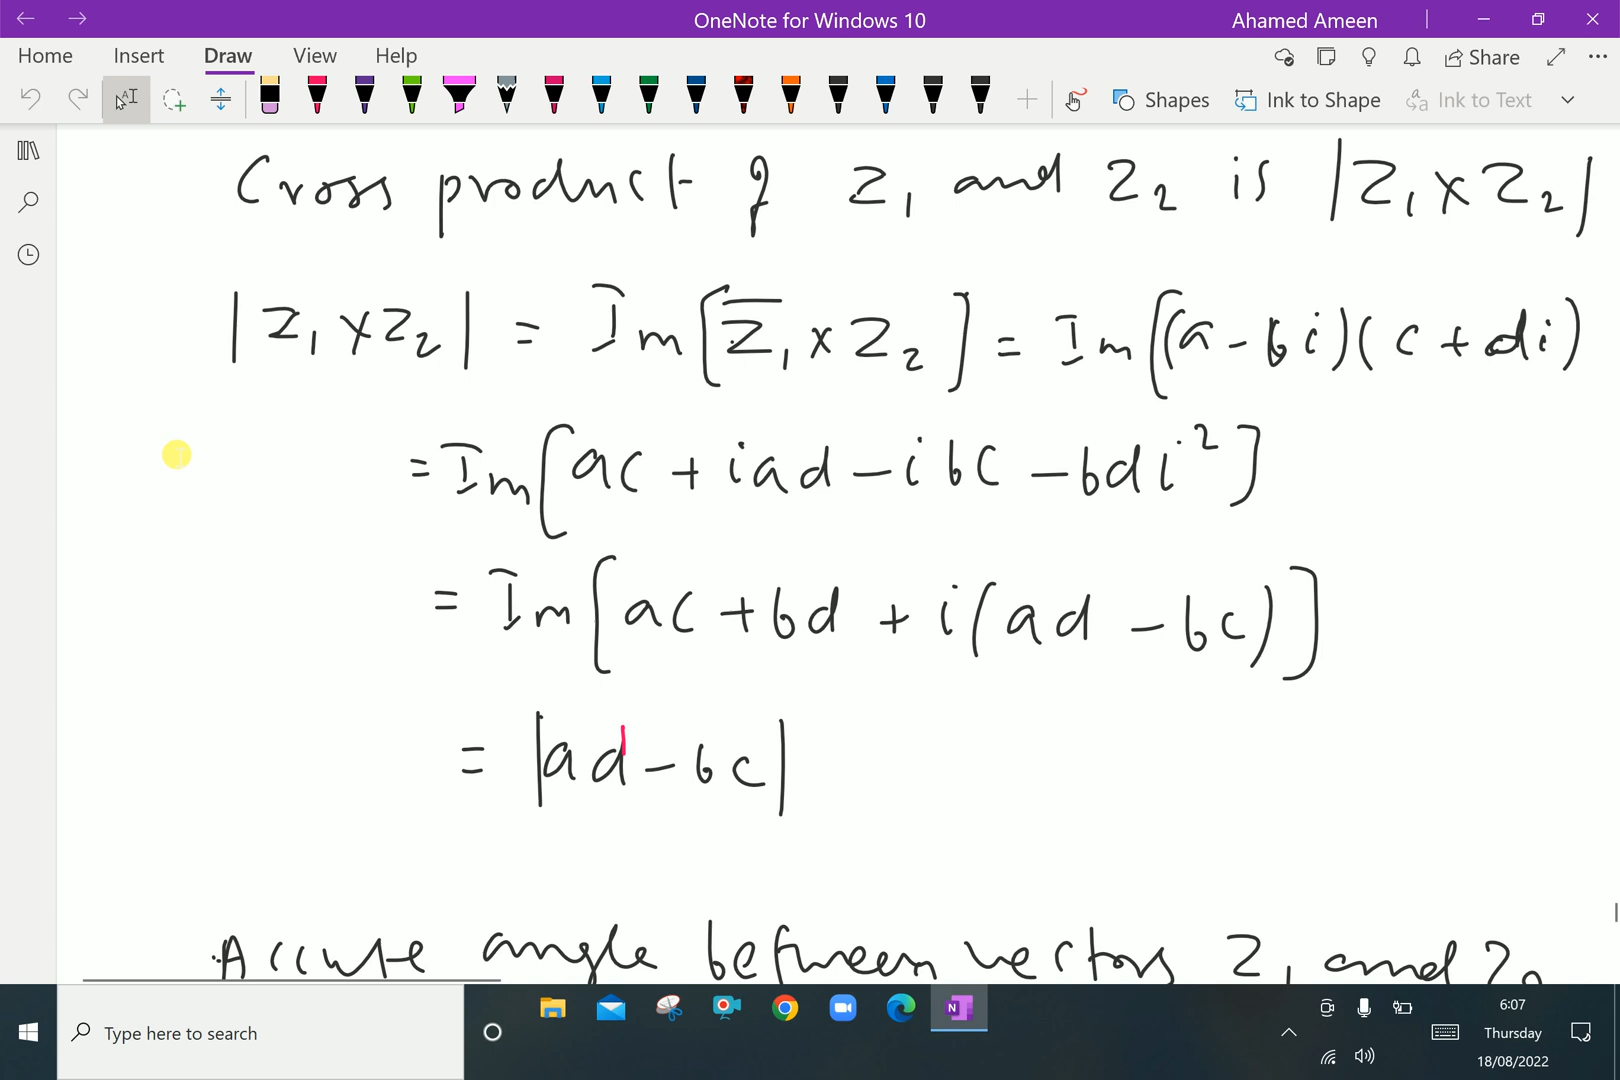 OneNote for Windows 10
Ahamed Ameen
Home Insert Draw View Help
Share
Shapes Ink to Shape Ink to Text
Cross product of Z₁ and Z₂ is |Z₁ × Z₂|
|Z₁ × Z₂| = Im[Z̅₁ × Z₂] = Im[(a - bi)(c + di)
= Im[ac + iad - ibc - bdi²]
= Im[ac + bd + i(ad - bc)]
= |ad - bc|
Accute angle between vectors Z₁ and Z₂
Type here to search
6:07
Thursday
18/08/2022